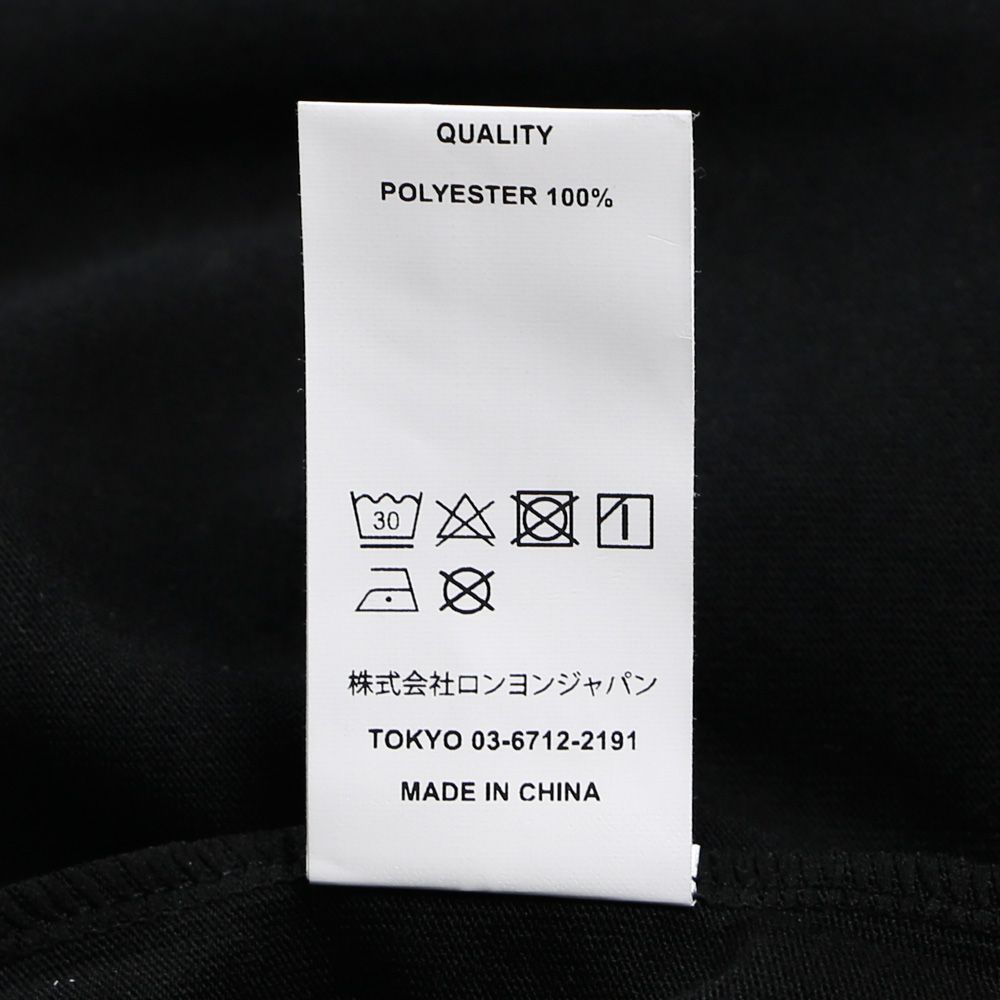 QUALITY
POLYESTER 100%
30
株式会社ロンヨンジャパン
TOKYO 03-6712-2191
MADE IN CHINA